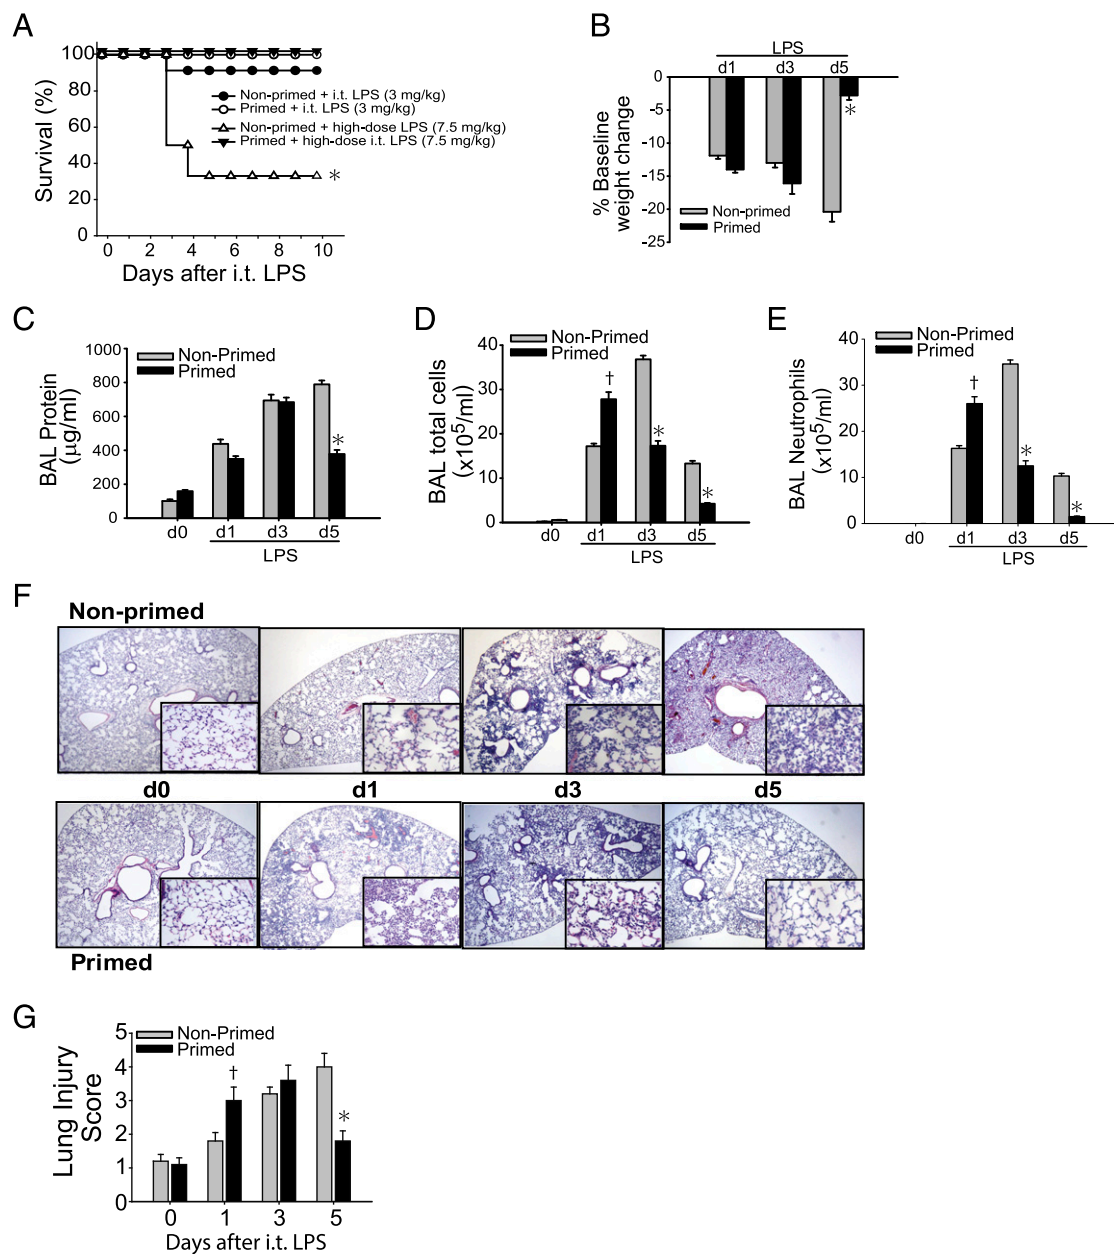 A
Survival (%)
100
80
60
40
20
0
0 2 4 6 8 10
Days after i.t. LPS
Non-primed + i.t. LPS (3 mg/kg)
Primed + i.t. LPS (3 mg/kg)
Non-primed + high-dose LPS (7.5 mg/kg)
Primed + high-dose i.t. LPS (7.5 mg/kg)
*
B
LPS
d1 d3 d5
% Baseline
weight change
0
-5
-10
-15
-20
-25
*
Non-primed
Primed
C
Non-Primed
Primed
BAL Protein
(µg/ml)
1000
800
600
400
200
0
*
d0 d1 d3 d5
LPS
D
Non-Primed
Primed
BAL total cells
(x10⁵/ml)
40
30
20
10
0
†
*
*
d0 d1 d3 d5
LPS
E
Non-Primed
Primed
BAL Neutrophils
(x10⁵/ml)
40
30
20
10
0
†
*
*
d0 d1 d3 d5
LPS
F
Non-primed
d0 d1 d3 d5
Primed
G
Non-Primed
Primed
Lung Injury
Score
5
4
3
2
1
0
†
*
0 1 3 5
Days after i.t. LPS